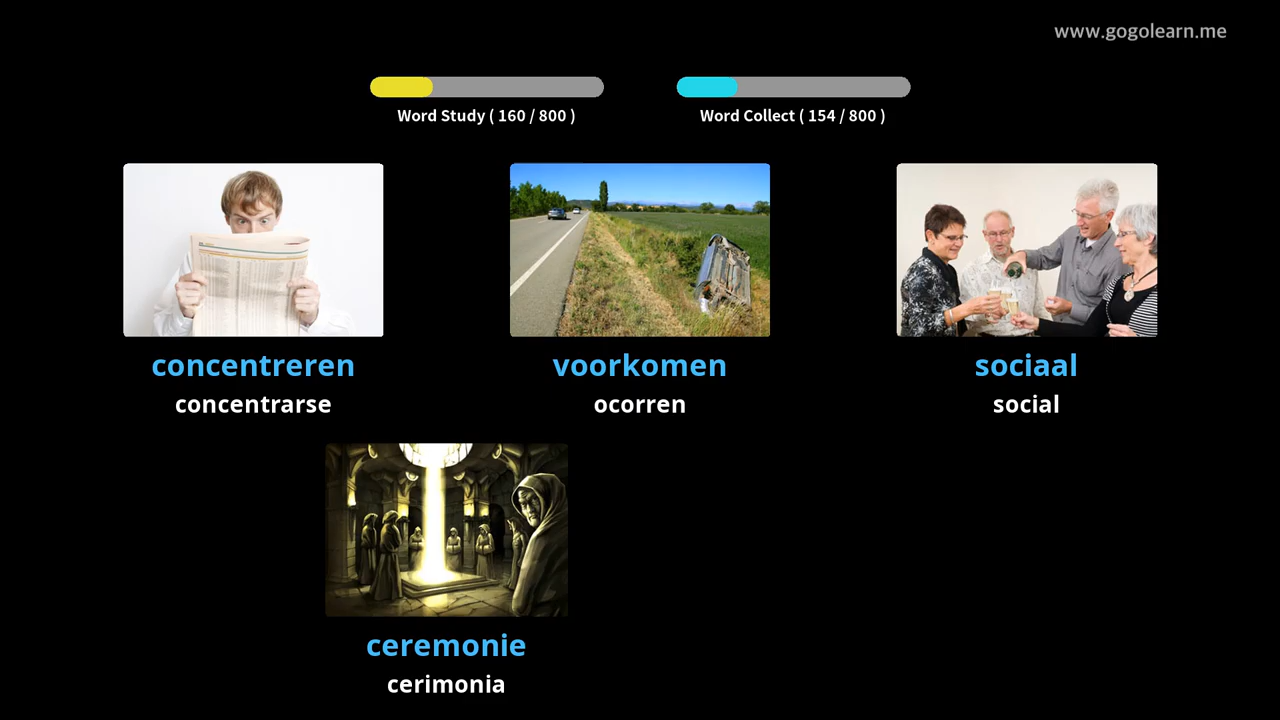 www.gogolearn.me
Word Study ( 160 / 800 )
Word Collect ( 154 / 800 )
concentreren
concentrarse
voorkomen
ocorren
sociaal
social
ceremonie
cerimonia